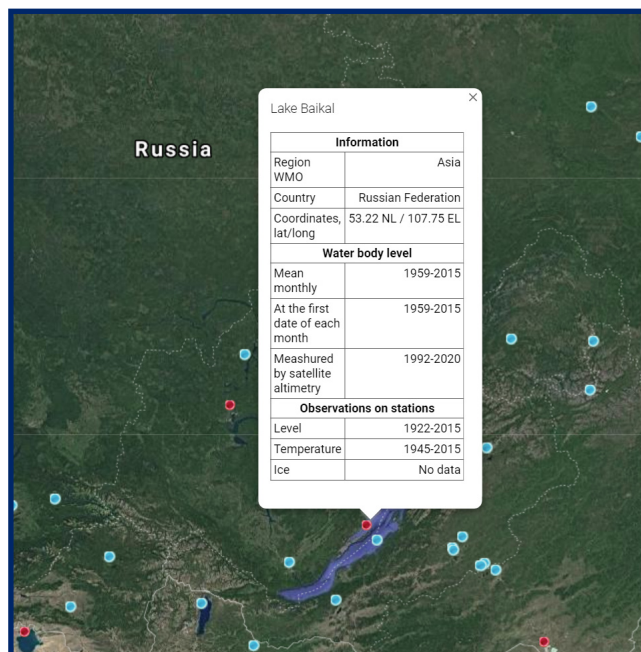 Lake Baikal
Russia
Information
Region
WMO
Asia
Country
Russian Federation
Coordinates,
lat/long
53.22 NL / 107.75 EL
Water body level
Mean
monthly
1959-2015
At the first
date of each
month
1959-2015
Meashured
by satellite
altimetry
1992-2020
Observations on stations
Level
1922-2015
Temperature
1945-2015
Ice
No data